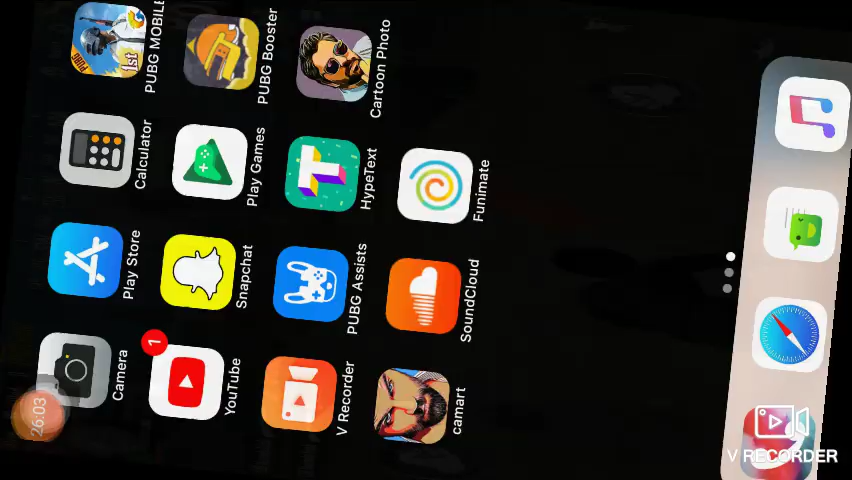 Camera
Play Store
Calculator
PUBG MOBILE
1st
PUBG
1
YouTube
Snapchat
Play Games
PUBG Booster
V Recorder
PUBG Assists
HypeText
Cartoon Photo
camart
SoundCloud
Funimate
26:03
V RECORDER